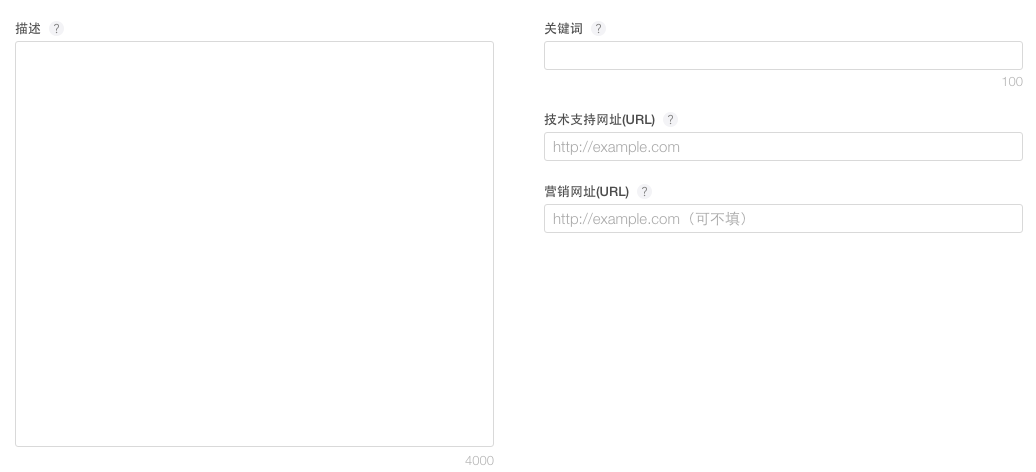 描述 ?
4000
关键词 ?
100
技术支持网址(URL) ?
http://example.com
营销网址(URL) ?
http://example.com（可不填）